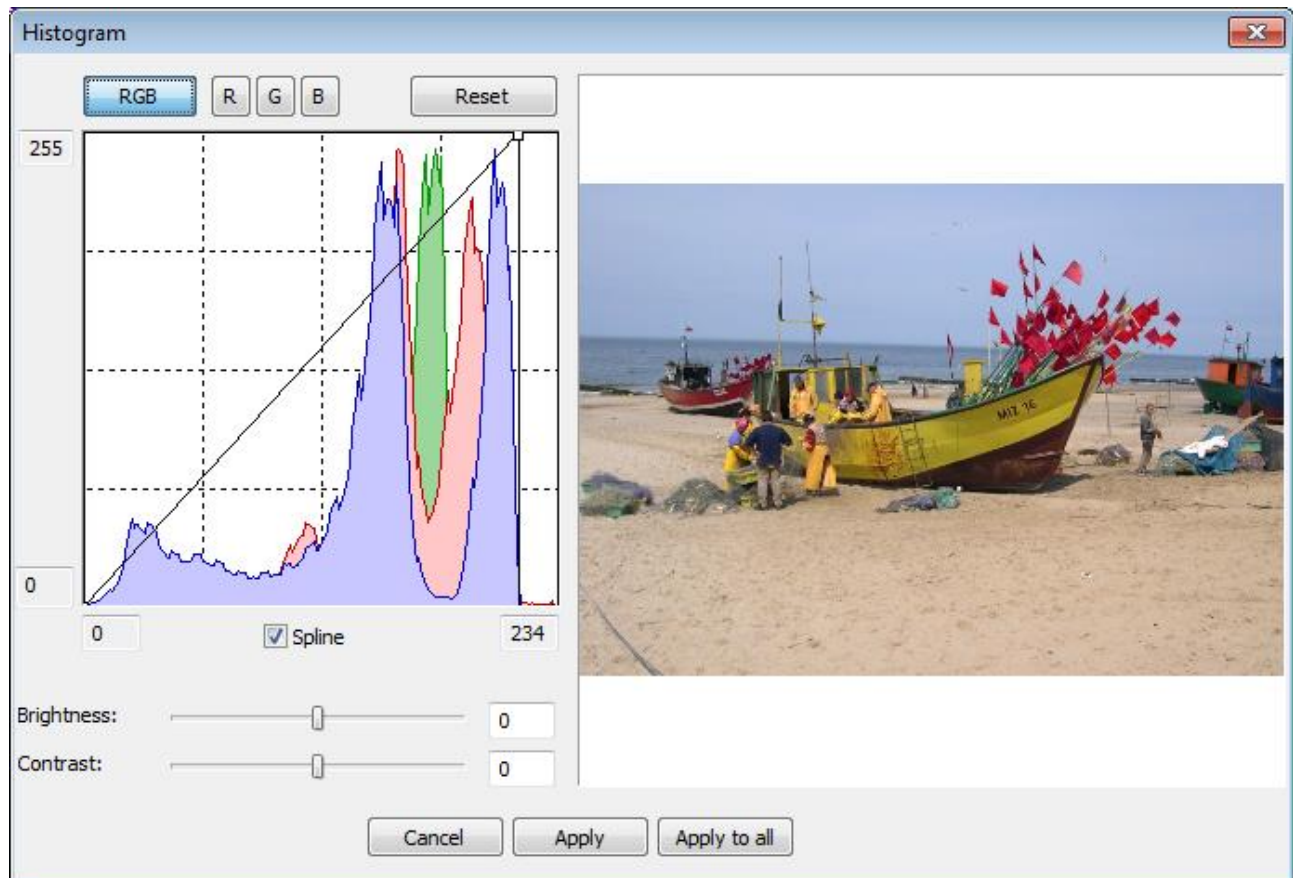 Histogram
RGB R G B Reset
255
0
0 Spline 234
Brightness: 0
Contrast: 0
Cancel Apply Apply to all
MIZ 16